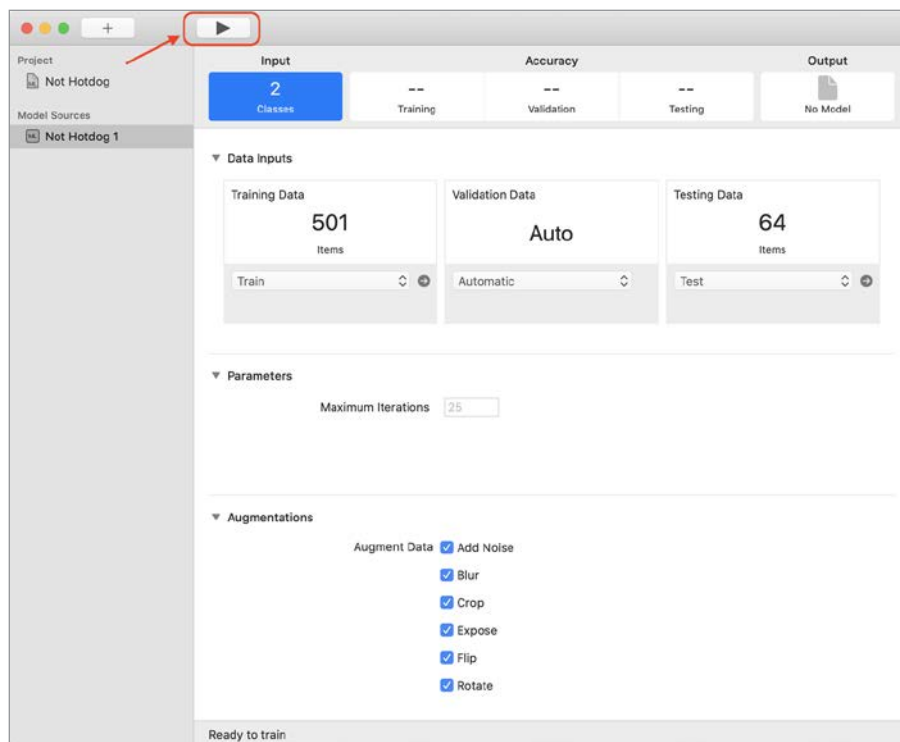 +
Project
Not Hotdog
Model Sources
ML Not Hotdog 1
Input Accuracy Output
2 -- -- -- 
Classes Training Validation Testing No Model
Data Inputs
Training Data Validation Data Testing Data
501 Auto 64
Items Items
Train Automatic Test
Parameters
Maximum Iterations 25
Augmentations
Augment Data Add Noise
Blur
Crop
Expose
Flip
Rotate
Ready to train